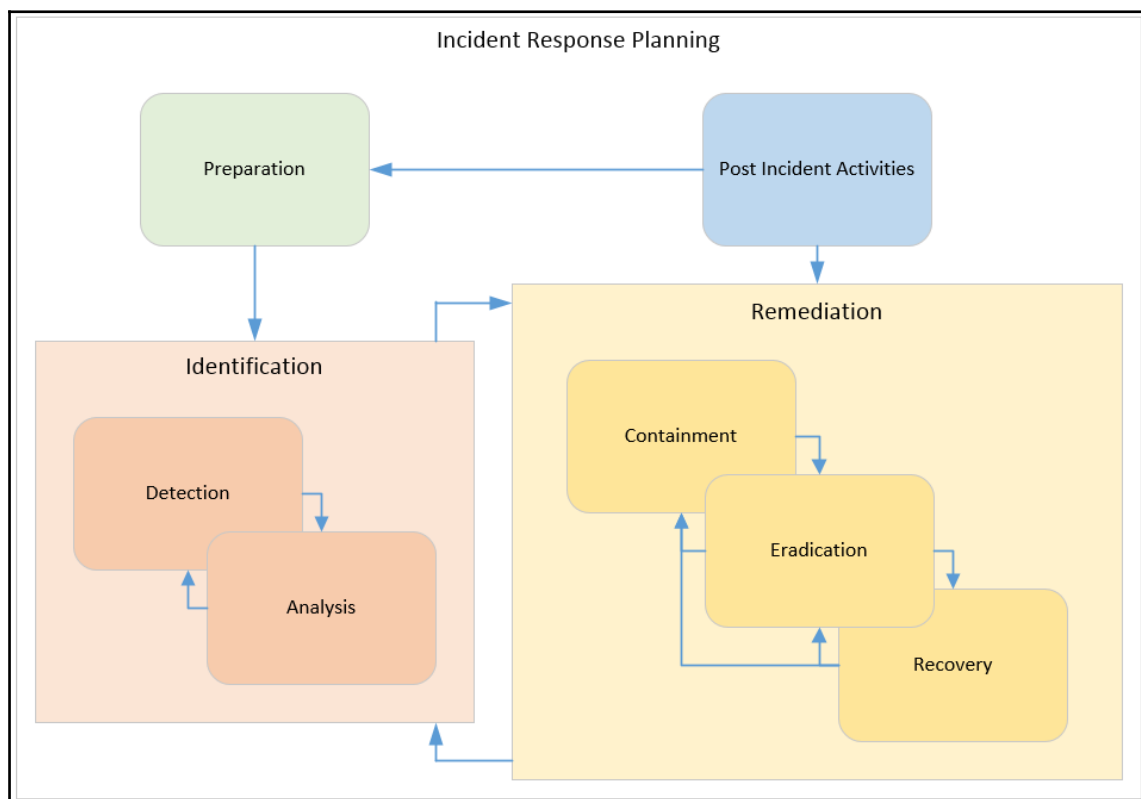 Incident Response Planning
Preparation
Post Incident Activities
Identification
Detection
Analysis
Remediation
Containment
Eradication
Recovery